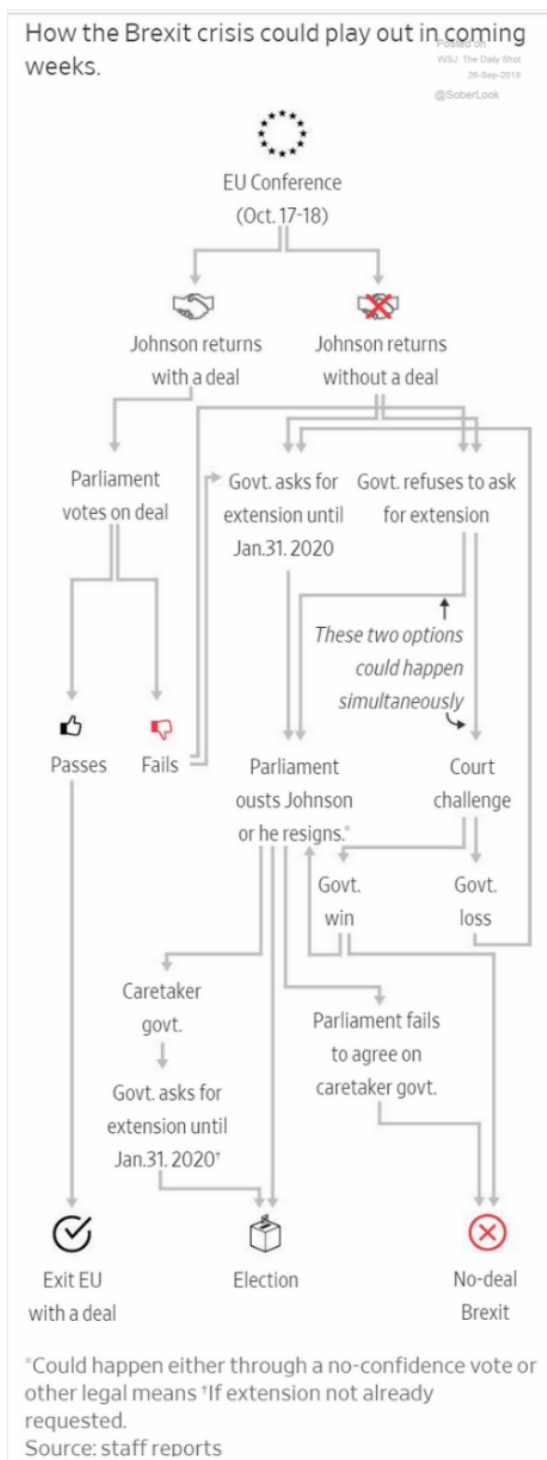 How the Brexit crisis could play out in coming
weeks.
Posted on
WSJ: The Daily Shot
26-Sep-2019
@SoberLook
EU Conference
(Oct. 17-18)
Johnson returns
with a deal
Johnson returns
without a deal
Parliament
votes on deal
Govt. asks for
extension until
Jan.31. 2020
Govt. refuses to ask
for extension
These two options
could happen
simultaneously
Passes
Fails
Parliament
ousts Johnson
or he resigns.*
Court
challenge
Govt.
win
Govt.
loss
Caretaker
govt.
Parliament fails
to agree on
caretaker govt.
Govt. asks for
extension until
Jan.31. 2020†
Exit EU
with a deal
Election
No-deal
Brexit
*Could happen either through a no-confidence vote or
other legal means †If extension not already
requested.
Source: staff reports